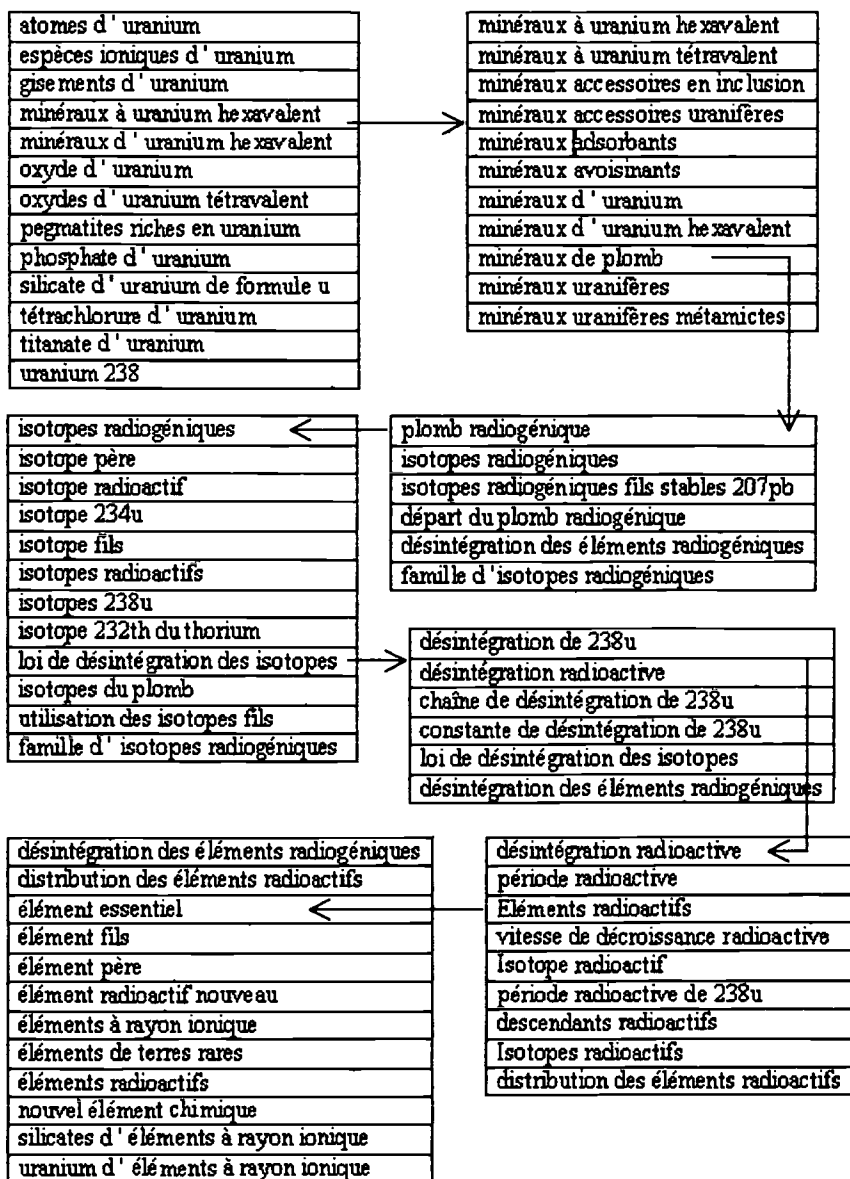 atomes d ' uranium
espèces ioniques d ' uranium
gisements d ' uranium
minéraux à uranium hexavalent
minéraux d ' uranium hexavalent
oxyde d ' uranium
oxydes d ' uranium tétravalent
pegmatites riches en uranium
phosphate d ' uranium
silicate d ' uranium de formule u
tétrachlorure d ' uranium
titanate d ' uranium
uranium 238
minéraux à uranium hexavalent
minéraux à uranium tétravalent
minéraux accessoires en inclusion
minéraux accessoires uranifères
minéraux adsorbants
minéraux avoisinants
minéraux d ' uranium
minéraux d ' uranium hexavalent
minéraux de plomb
minéraux uranifères
minéraux uranifères métamictes
isotopes radiogéniques
isotope père
isotope radioactif
isotope 234u
isotope fils
isotopes radioactifs
isotopes 238u
isotope 232th du thorium
loi de désintégration des isotopes
isotopes du plomb
utilisation des isotopes fils
famille d ' isotopes radiogéniques
plomb radiogénique
isotopes radiogéniques
isotopes radiogéniques fils stables 207pb
départ du plomb radiogénique
désintégration des éléments radiogéniques
famille d 'isotopes radiogéniques
désintégration de 238u
désintégration radioactive
chaîne de désintégration de 238u
constante de désintégration de 238u
loi de désintégration des isotopes
désintégration des éléments radiogéniques
désintégration des éléments radiogéniques
distribution des éléments radioactifs
élément essentiel
élément fils
élément père
élément radioactif nouveau
éléments à rayon ionique
éléments de terres rares
éléments radioactifs
nouvel élément chimique
silicates d ' éléments à rayon ionique
uranium d ' éléments à rayon ionique
désintégration radioactive
période radioactive
Eléments radioactifs
vitesse de décroissance radioactive
Isotope radioactif
période radioactive de 238u
descendants radioactifs
Isotopes radioactifs
distribution des éléments radioactifs